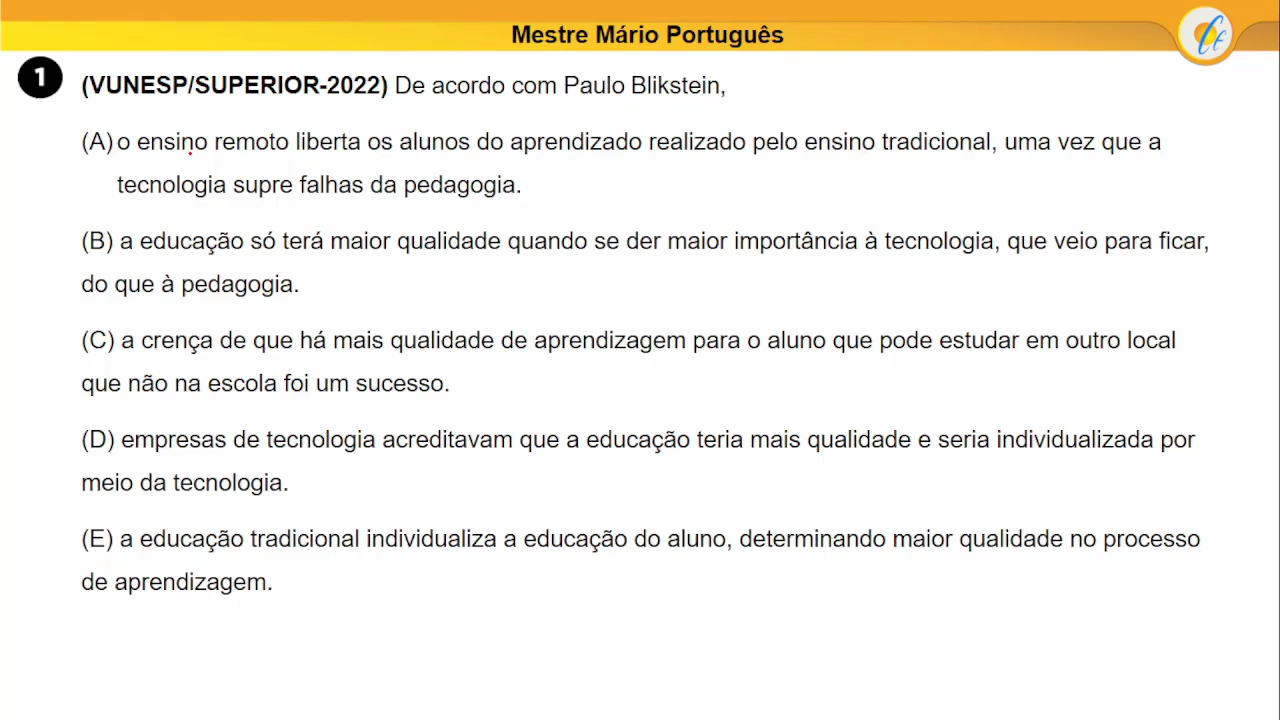 Mestre Mário Português
1 (VUNESP/SUPERIOR-2022) De acordo com Paulo Blikstein,
(A) o ensino remoto liberta os alunos do aprendizado realizado pelo ensino tradicional, uma vez que a
tecnologia supre falhas da pedagogia.
(B) a educação só terá maior qualidade quando se der maior importância à tecnologia, que veio para ficar,
do que à pedagogia.
(C) a crença de que há mais qualidade de aprendizagem para o aluno que pode estudar em outro local
que não na escola foi um sucesso.
(D) empresas de tecnologia acreditavam que a educação teria mais qualidade e seria individualizada por
meio da tecnologia.
(E) a educação tradicional individualiza a educação do aluno, determinando maior qualidade no processo
de aprendizagem.